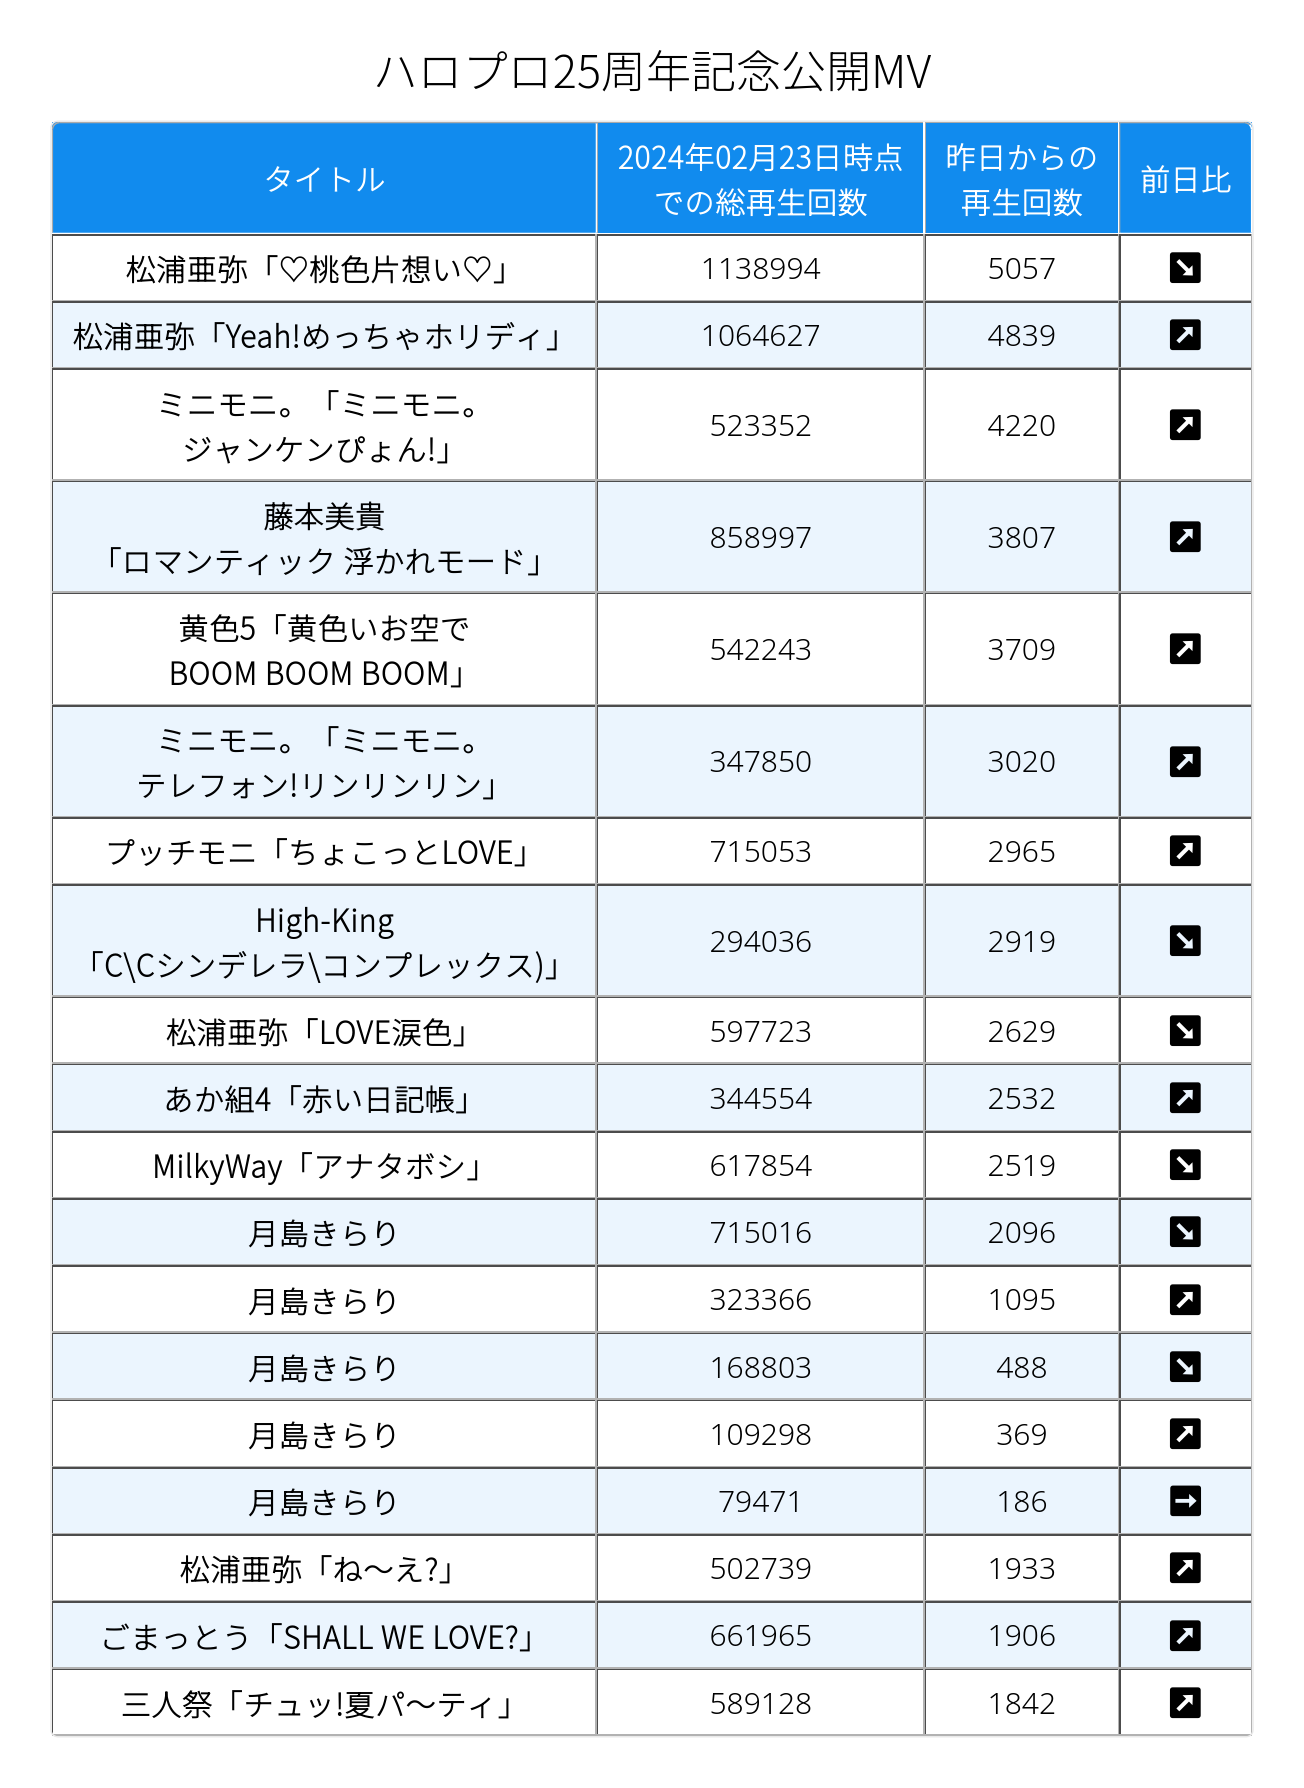 ハロプロ25周年記念公開MV
タイトル
2024年02月23日時点
での総再生回数
昨日からの
再生回数
前日比
松浦亜弥「♡桃色片想い♡」 1138994 5057 ↘
松浦亜弥「Yeah!めっちゃホリディ」 1064627 4839 ↗
ミニモニ。「ミニモニ。
ジャンケンぴょん!」 523352 4220 ↗
藤本美貴
「ロマンティック 浮かれモード」 858997 3807 ↗
黄色5「黄色いお空で
BOOM BOOM BOOM」 542243 3709 ↗
ミニモニ。「ミニモニ。
テレフォン!リンリンリン」 347850 3020 ↗
プッチモニ「ちょこっとLOVE」 715053 2965 ↗
High-King
「C\Cシンデレラ\コンプレックス)」 294036 2919 ↘
松浦亜弥「LOVE涙色」 597723 2629 ↘
あか組4「赤い日記帳」 344554 2532 ↗
MilkyWay「アナタボシ」 617854 2519 ↘
月島きらり 715016 2096 ↘
月島きらり 323366 1095 ↗
月島きらり 168803 488 ↘
月島きらり 109298 369 ↗
月島きらり 79471 186 →
松浦亜弥「ね〜え?」 502739 1933 ↗
ごまっとう「SHALL WE LOVE?」 661965 1906 ↗
三人祭「チュッ!夏パ〜ティ」 589128 1842 ↗